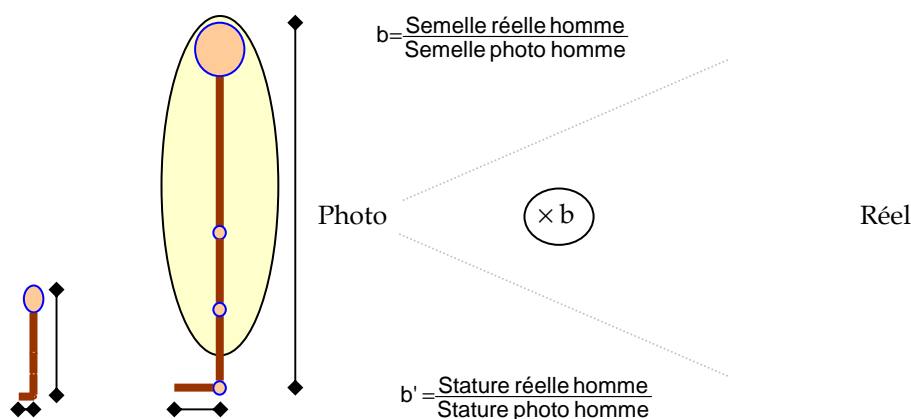 b=Semelle réelle homme
Semelle photo homme
Photo
× b
Réel
b'=Stature réelle homme
Stature photo homme